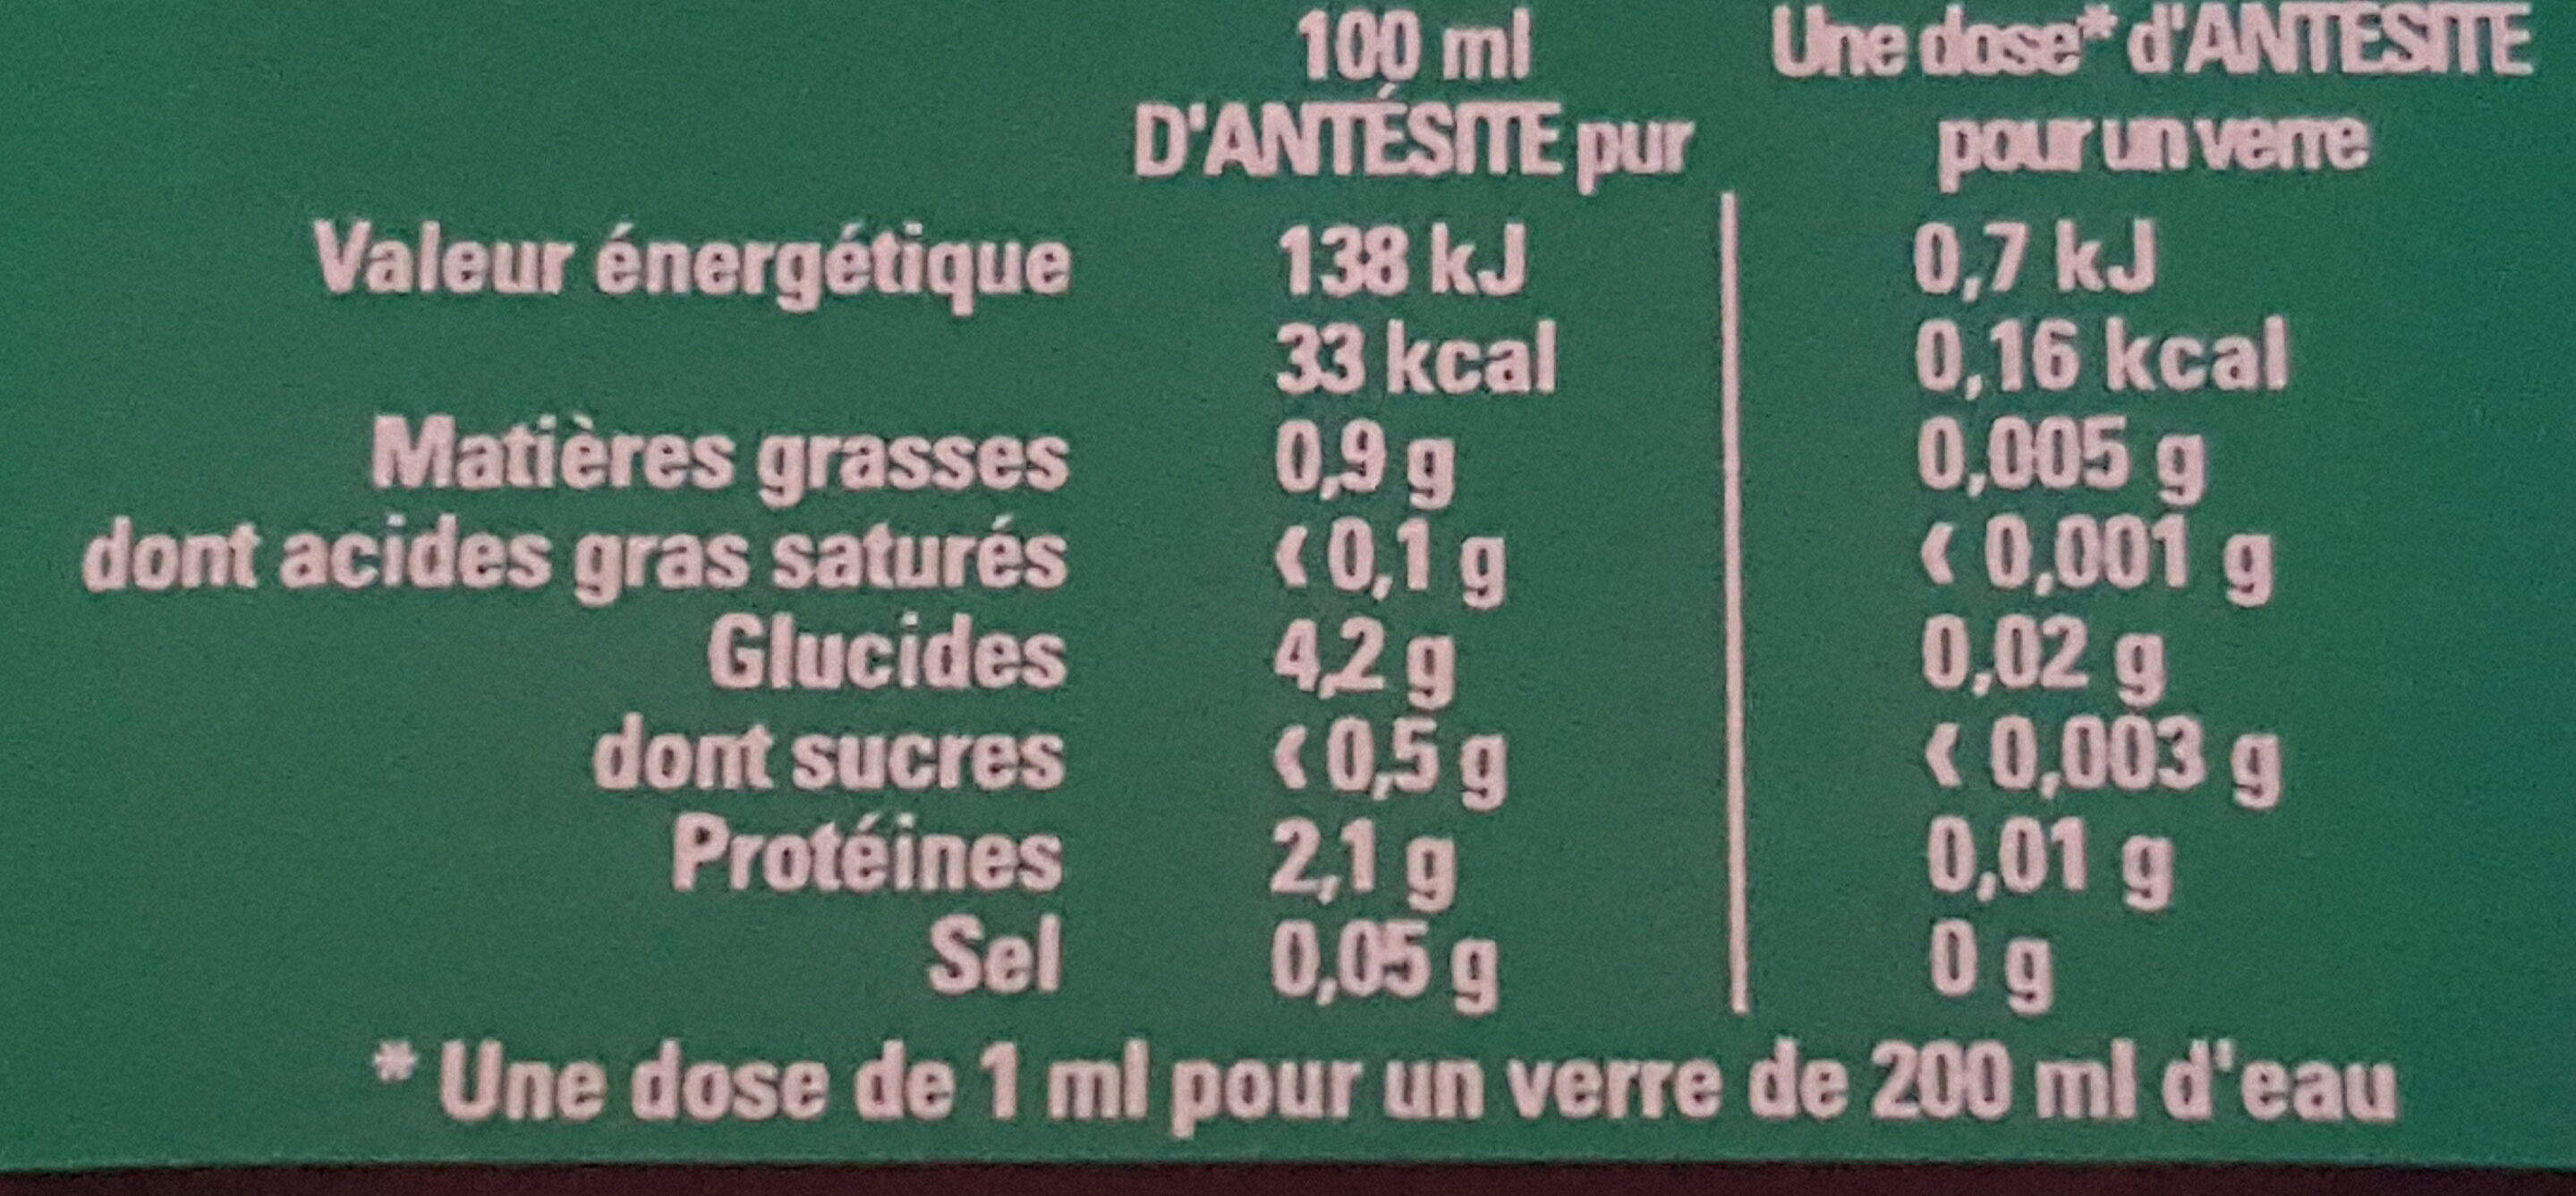 100 ml Une dose* d'ANTÉSITE
D'ANTÉSITE pur pour un verre
Valeur énergétique 138 kJ 0,7 kJ
33 kcal 0,16 kcal
Matières grasses 0,9 g 0,005 g
dont acides gras saturés < 0,1 g < 0,001 g
Glucides 4,2 g 0,02 g
dont sucres < 0,5 g < 0,003 g
Protéines 2,1 g 0,01 g
Sel 0,05 g 0 g
* Une dose de 1 ml pour un verre de 200 ml d'eau